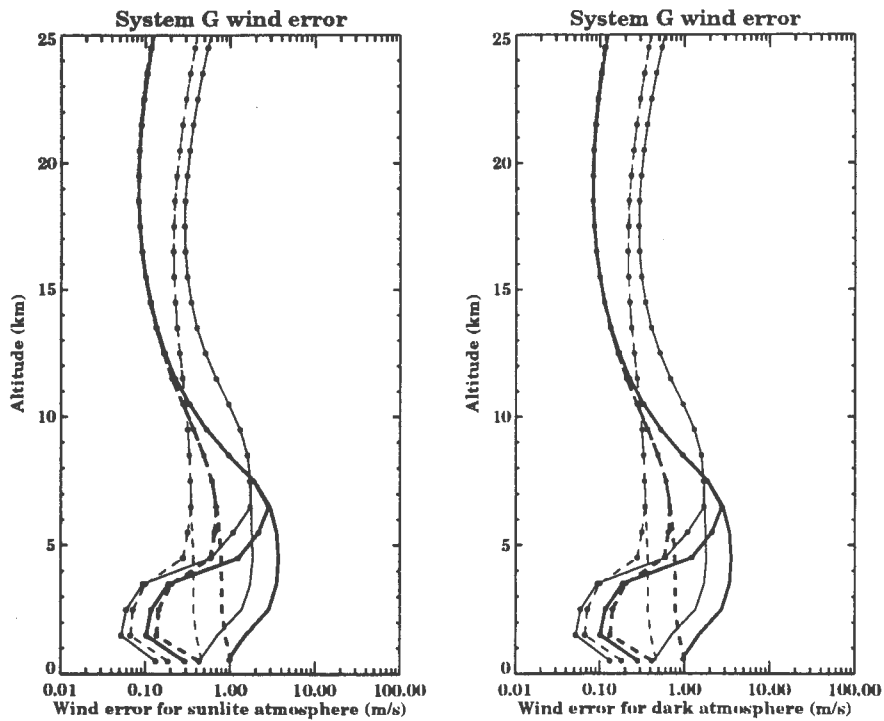 System G wind error
25
20
15
10
5
0
Altitude (km)
0.01 0.10 1.00 10.00 100.00
Wind error for sunlite atmosphere (m/s)
System G wind error
25
20
15
10
5
0
Altitude (km)
0.01 0.10 1.00 10.00 100.00
Wind error for dark atmosphere (m/s)